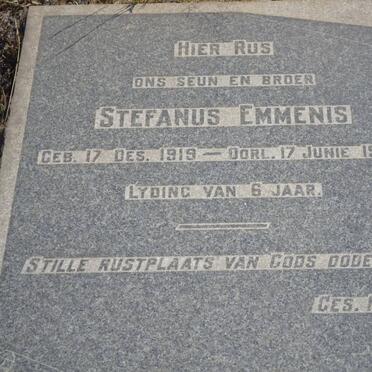 Hier Rus
ons seun en broer
Stefanus Emmenis
Geb. 17 Des. 1919 — Oorl. 17 Junie 19
Lyding van 6 jaar.
Stille rustplaats van Gods dode
Ges.